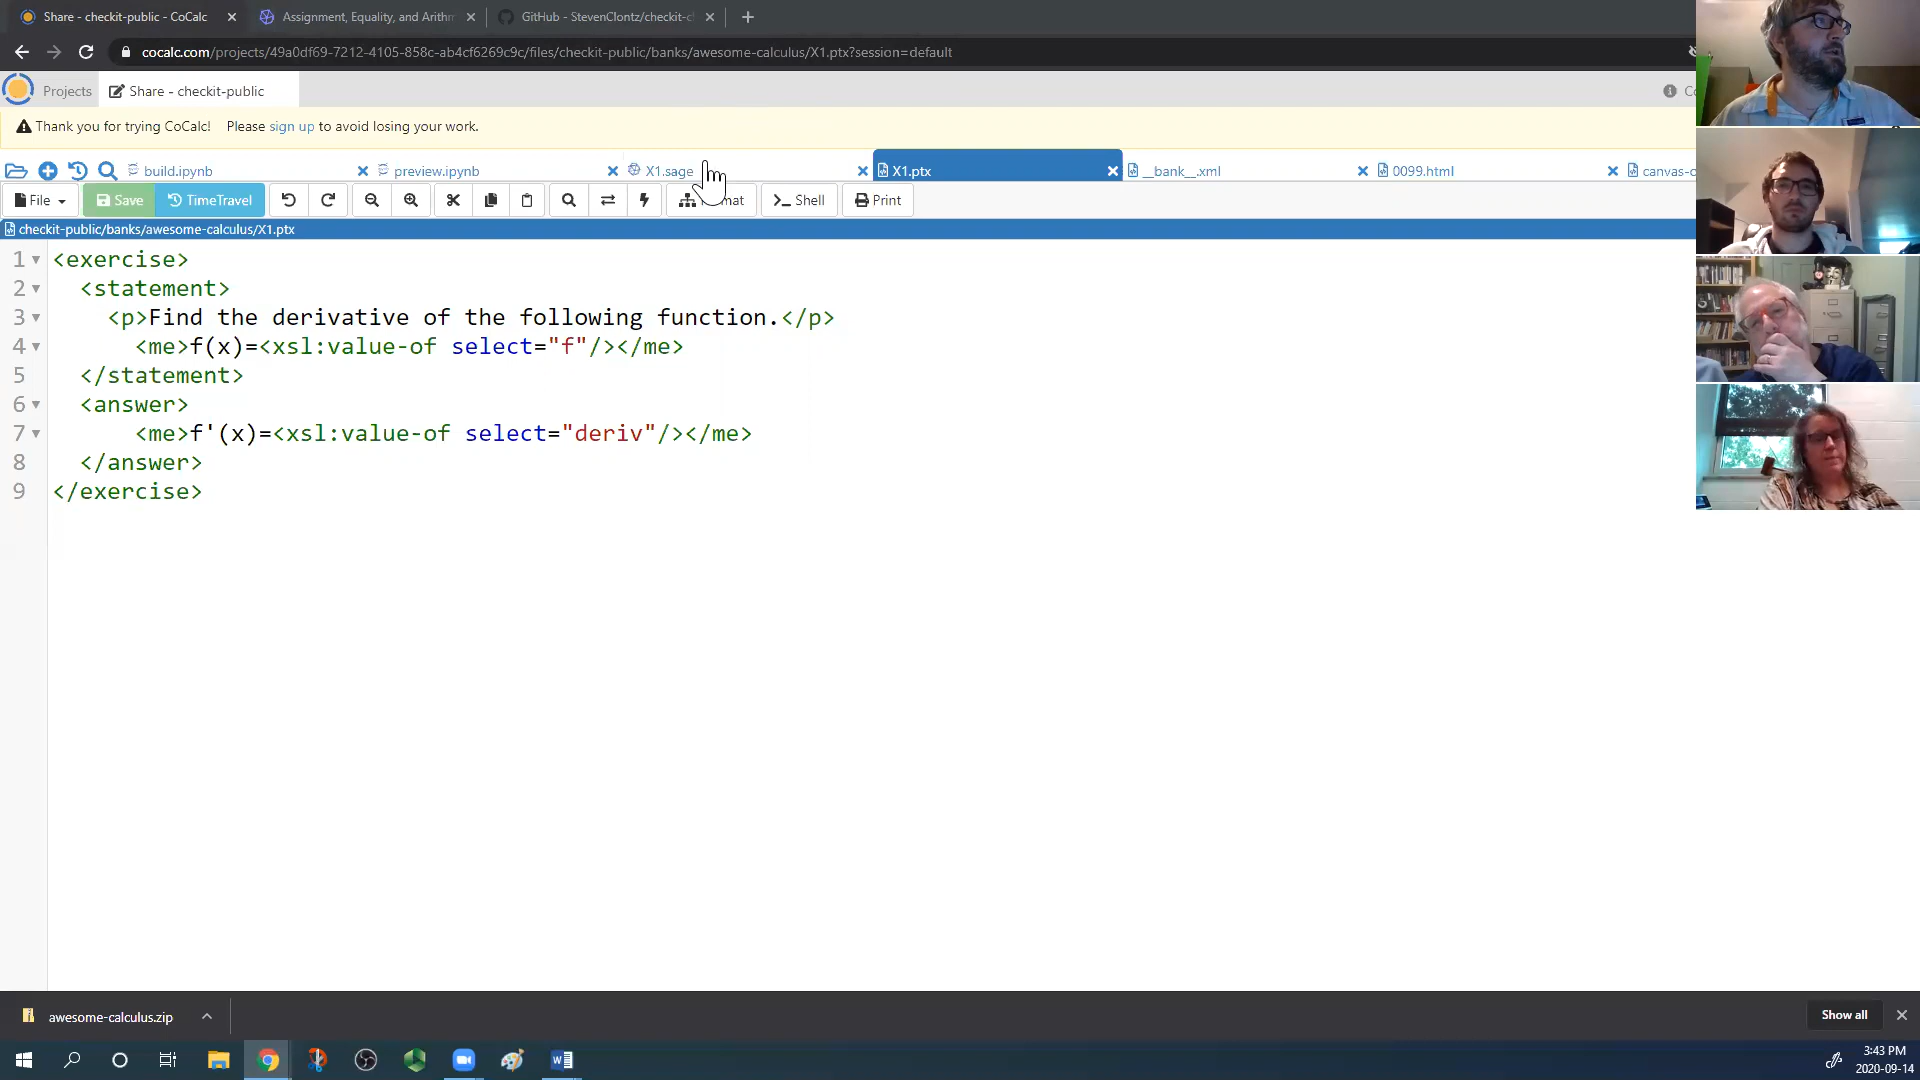 Share - checkit-public - CoCalc
Assignment, Equality, and Arithm
GitHub - StevenClontz/checkit-c
cocalc.com/projects/49a0df69-7212-4105-858c-ab4cf6269c9c/files/checkit-public/banks/awesome-calculus/X1.ptx?session=default
Projects
Share - checkit-public
Co
Thank you for trying CoCalc! Please sign up to avoid losing your work.
build.ipynb
preview.ipynb
X1.sage
X1.ptx
__bank__.xml
0099.html
canvas-o
File
Save
TimeTravel
Shell
Print
checkit-public/banks/awesome-calculus/X1.ptx
1 <exercise>
2 <statement>
3 <p>Find the derivative of the following function.</p>
4 <me>f(x)=<xsl:value-of select="f"/></me>
5 </statement>
6 <answer>
7 <me>f'(x)=<xsl:value-of select="deriv"/></me>
8 </answer>
9 </exercise>
awesome-calculus.zip
Show all
3:43 PM
2020-09-14